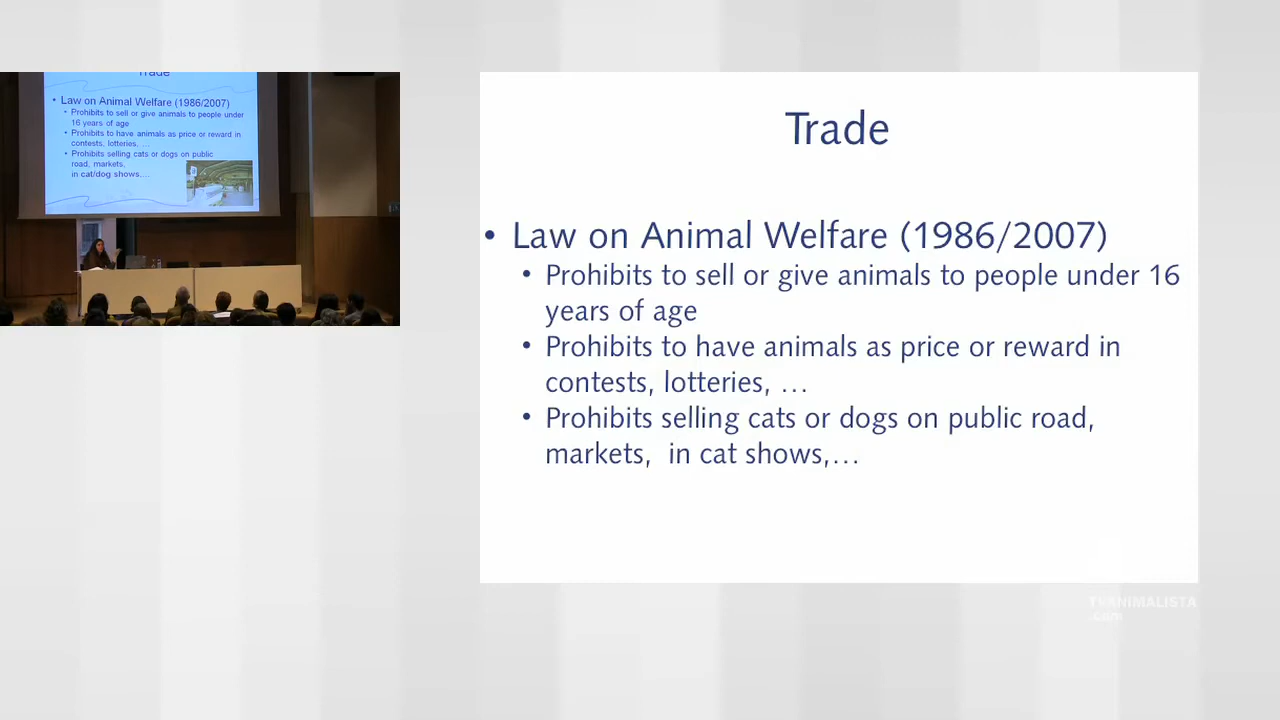 Trade
• Law on Animal Welfare (1986/2007)
• Prohibits to sell or give animals to people under
16 years of age
• Prohibits to have animals as price or reward in
contests, lotteries, …
• Prohibits selling cats or dogs on public
road, markets,
in cat/dog shows,…
Trade
• Law on Animal Welfare (1986/2007)
• Prohibits to sell or give animals to people under 16
years of age
• Prohibits to have animals as price or reward in
contests, lotteries, …
• Prohibits selling cats or dogs on public road,
markets, in cat shows,…
TVANIMALISTA